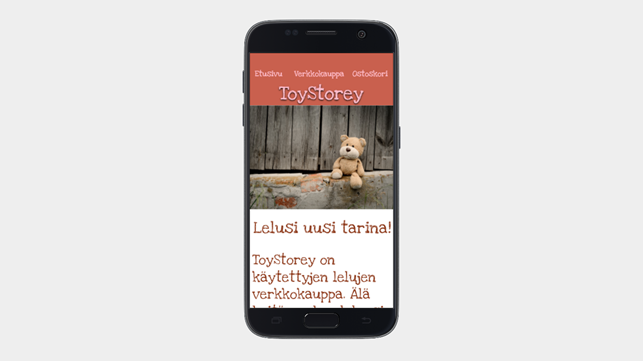 Etusivu Verkkokauppa Ostoskori
ToyStorey
Lelusi uusi tarina!
ToyStorey on
käytettyjen lelujen
verkkokauppa. Älä